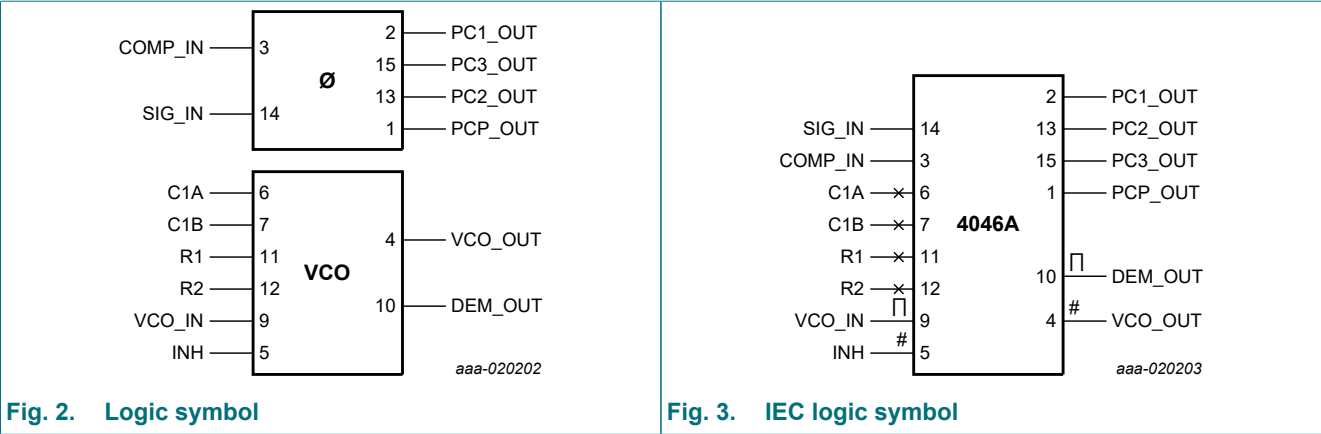 COMP_IN 3 2 PC1_OUT
Ø 15 PC3_OUT
13 PC2_OUT
SIG_IN 14 1 PCP_OUT
C1A 6
C1B 7 4 VCO_OUT
R1 11
VCO
R2 12
VCO_IN 9 10 DEM_OUT
INH 5
aaa-020202
Fig. 2. Logic symbol
2 PC1_OUT
SIG_IN 14 13 PC2_OUT
COMP_IN 3 15 PC3_OUT
C1A 6 1 PCP_OUT
C1B 7 4046A
R1 11
10 ∏ DEM_OUT
R2 12
VCO_IN ∏ 9 4 # VCO_OUT
INH # 5
aaa-020203
Fig. 3. IEC logic symbol